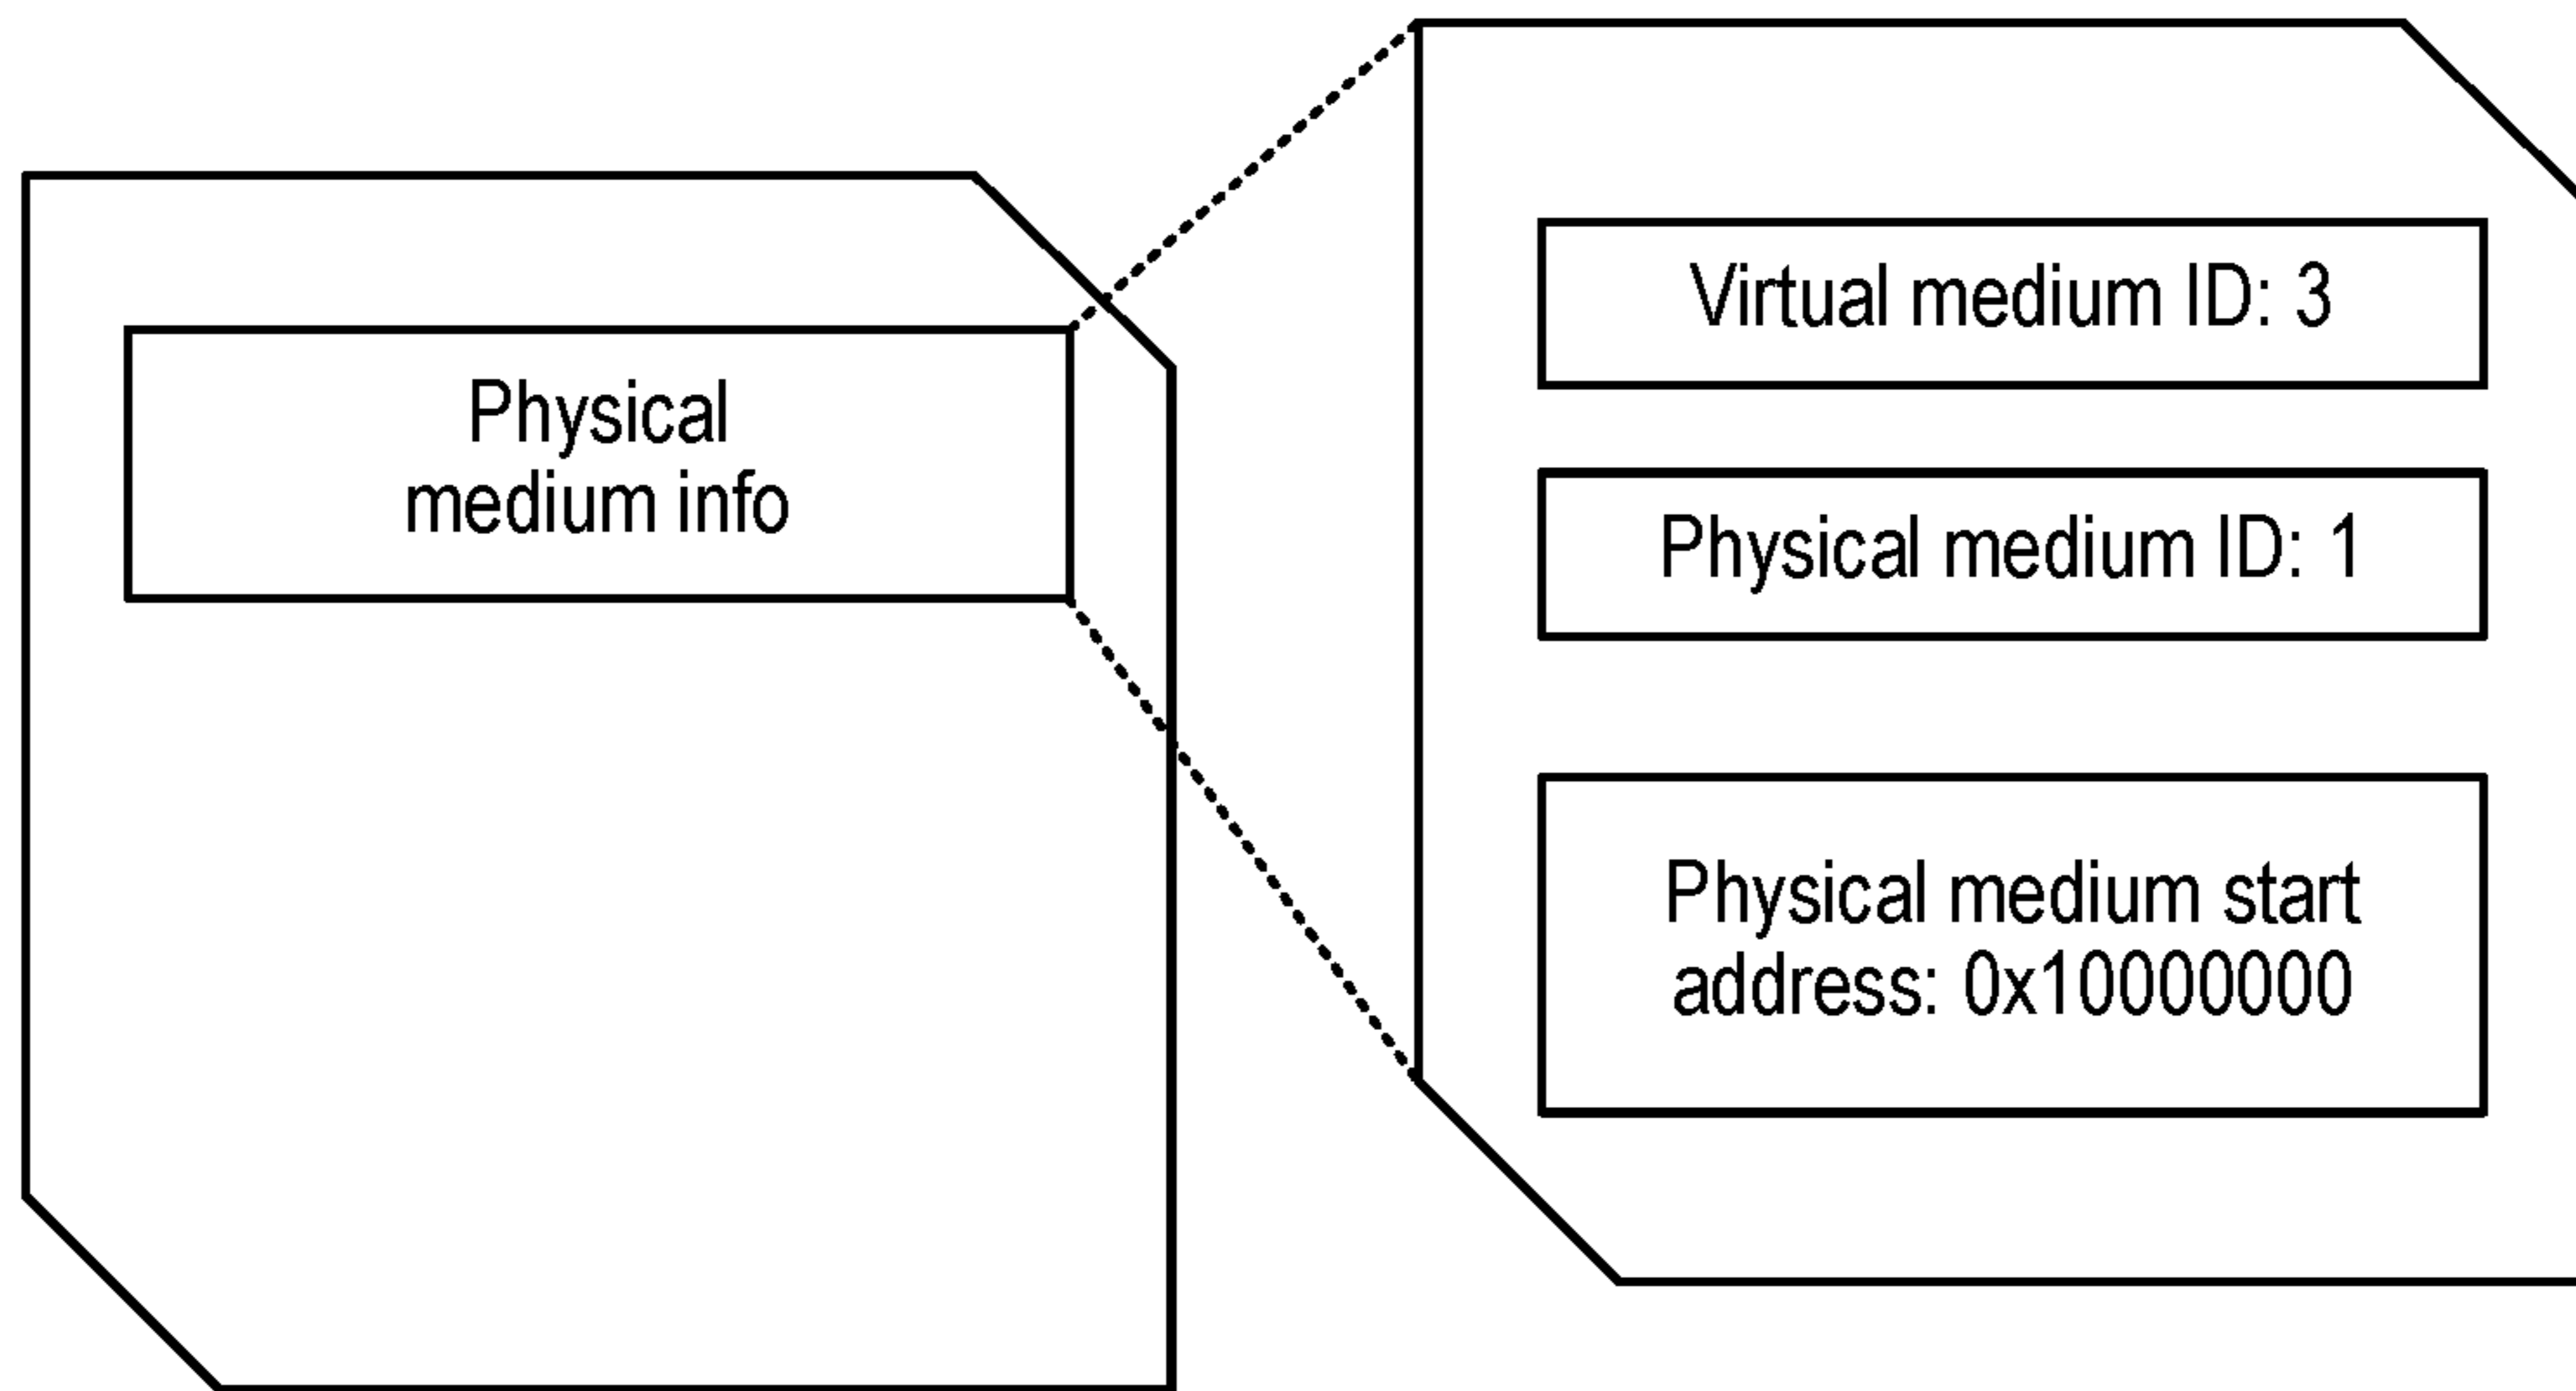 Physical
medium info
Virtual medium ID: 3
Physical medium ID: 1
Physical medium start
address: 0x10000000